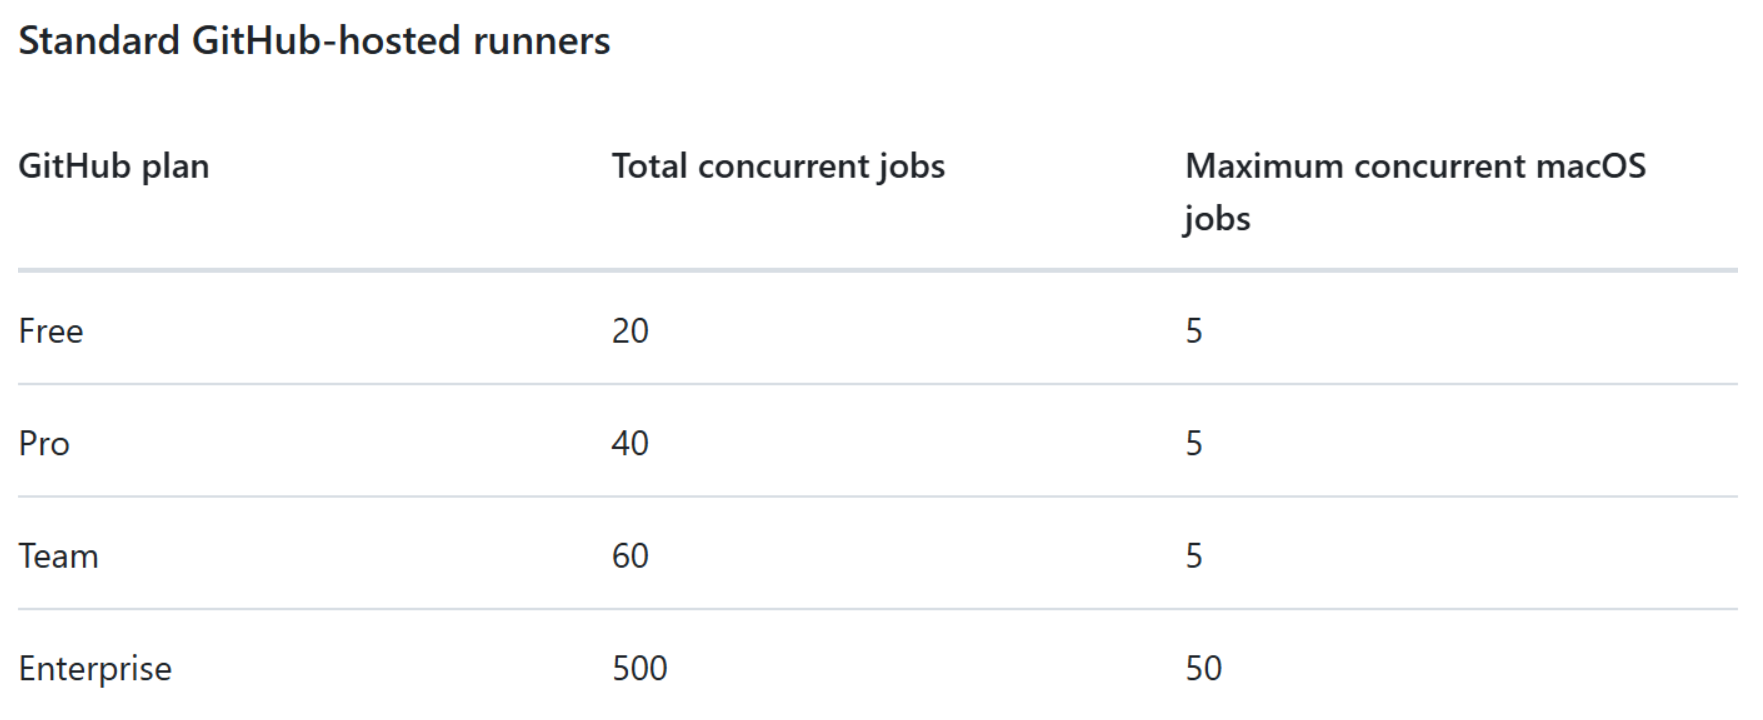 Standard GitHub-hosted runners
GitHub plan Total concurrent jobs Maximum concurrent macOS
jobs
Free 20 5
Pro 40 5
Team 60 5
Enterprise 500 50